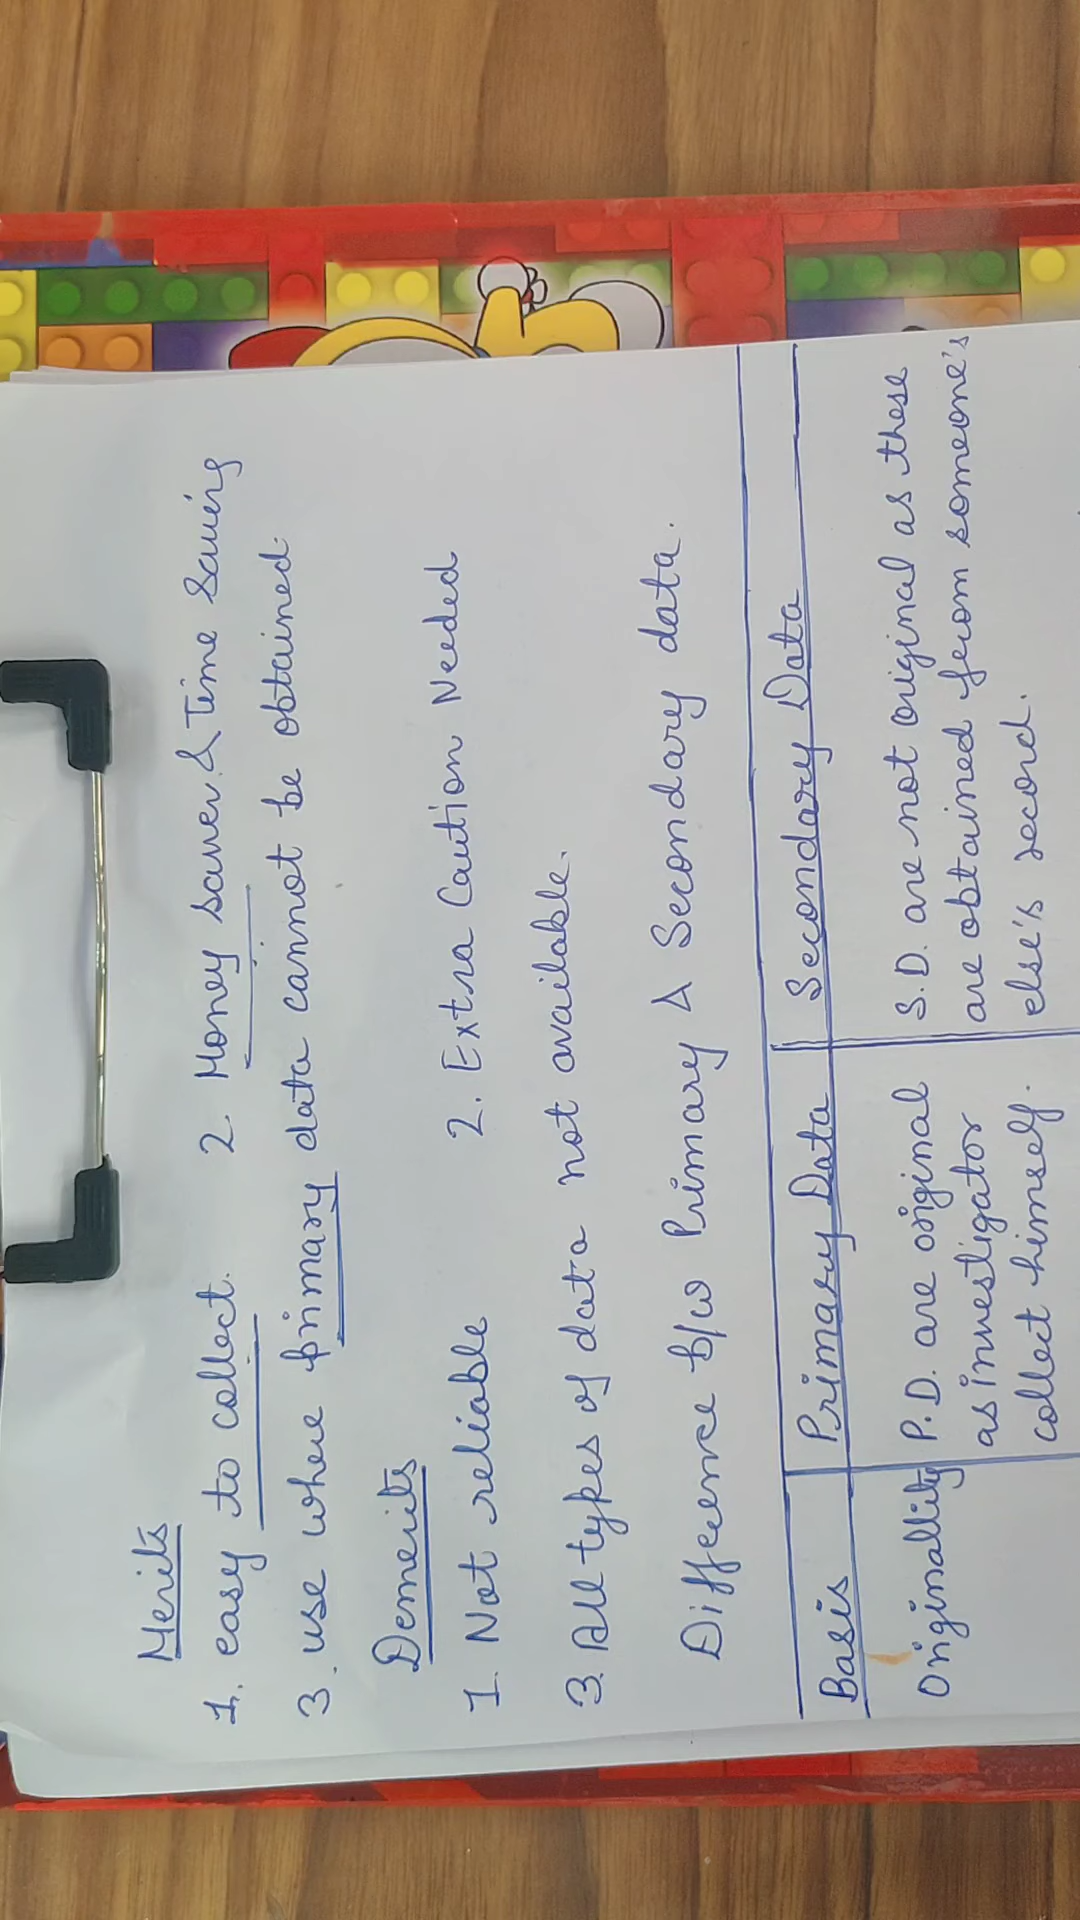 Merits
1. easy to collect. 2. Money saver & Time Saving
3. use where primary data cannot be obtained.
Demerits
1. Not reliable 2. Extra Caution Needed
3. All types of data not available.
Difference b/w Primary & Secondary data.
Basis Primary Data Secondary Data
Originallity P.D. are original S.D. are not original as these
as investigator are obtained from someone's
collect himself. else's record.